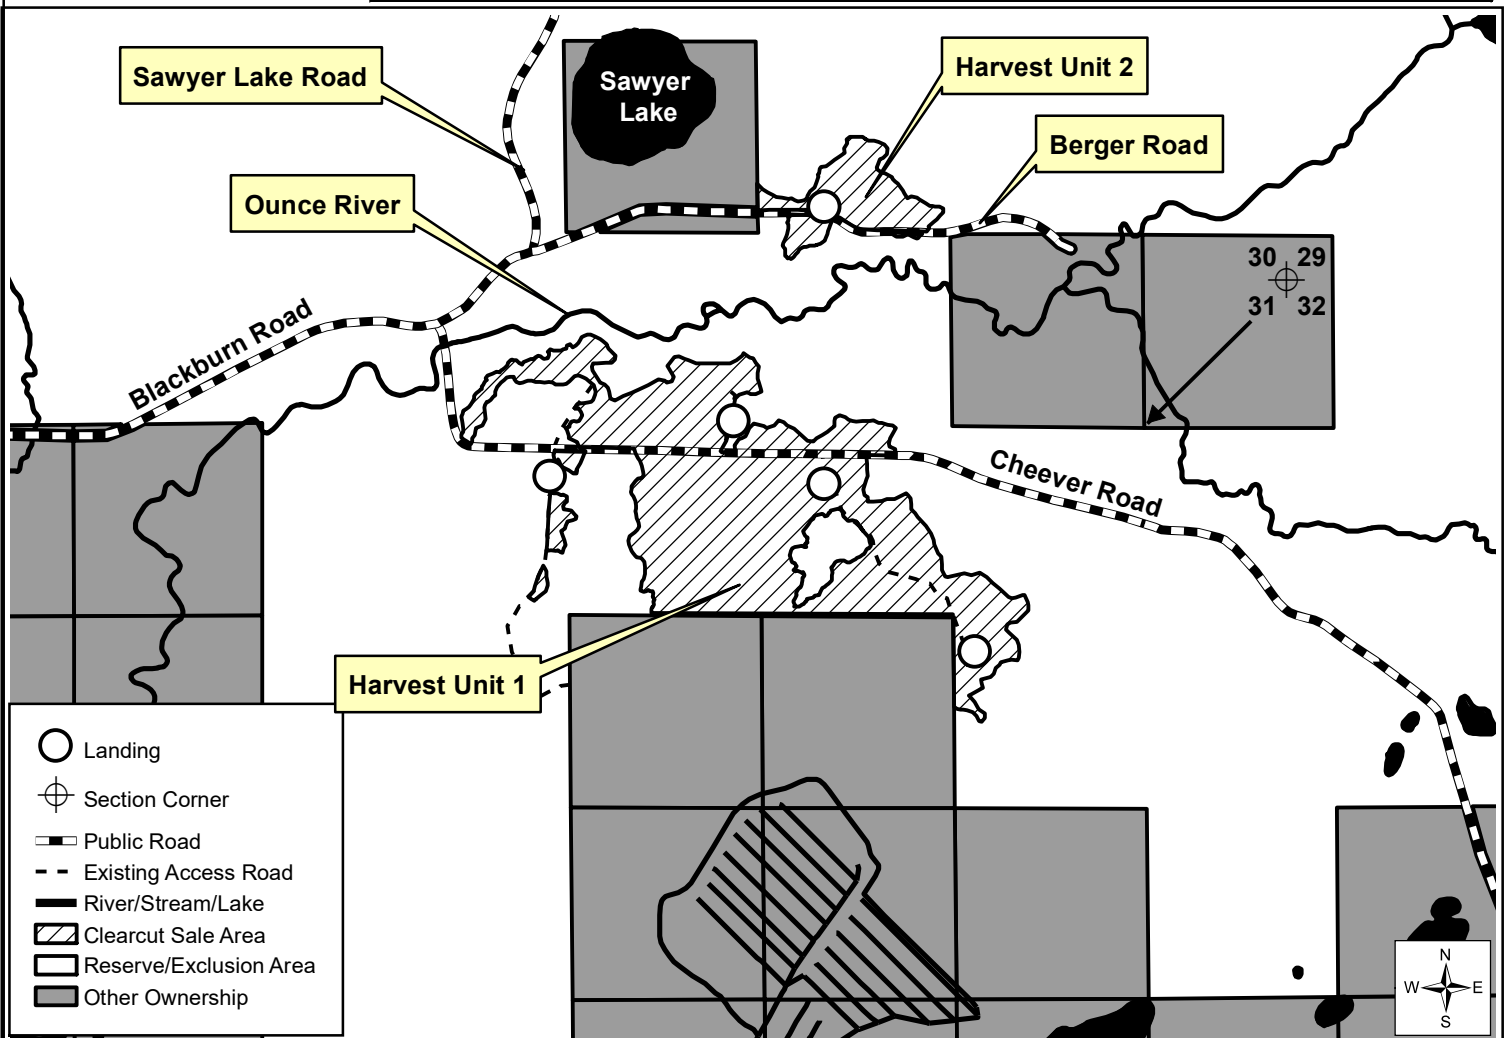 Sawyer Lake Road
Sawyer
Lake
Harvest Unit 2
Berger Road
Ounce River
30 29
31 32
Blackburn Road
Cheever Road
Harvest Unit 1
Landing
Section Corner
Public Road
Existing Access Road
River/Stream/Lake
Clearcut Sale Area
Reserve/Exclusion Area
Other Ownership
N
W E
S